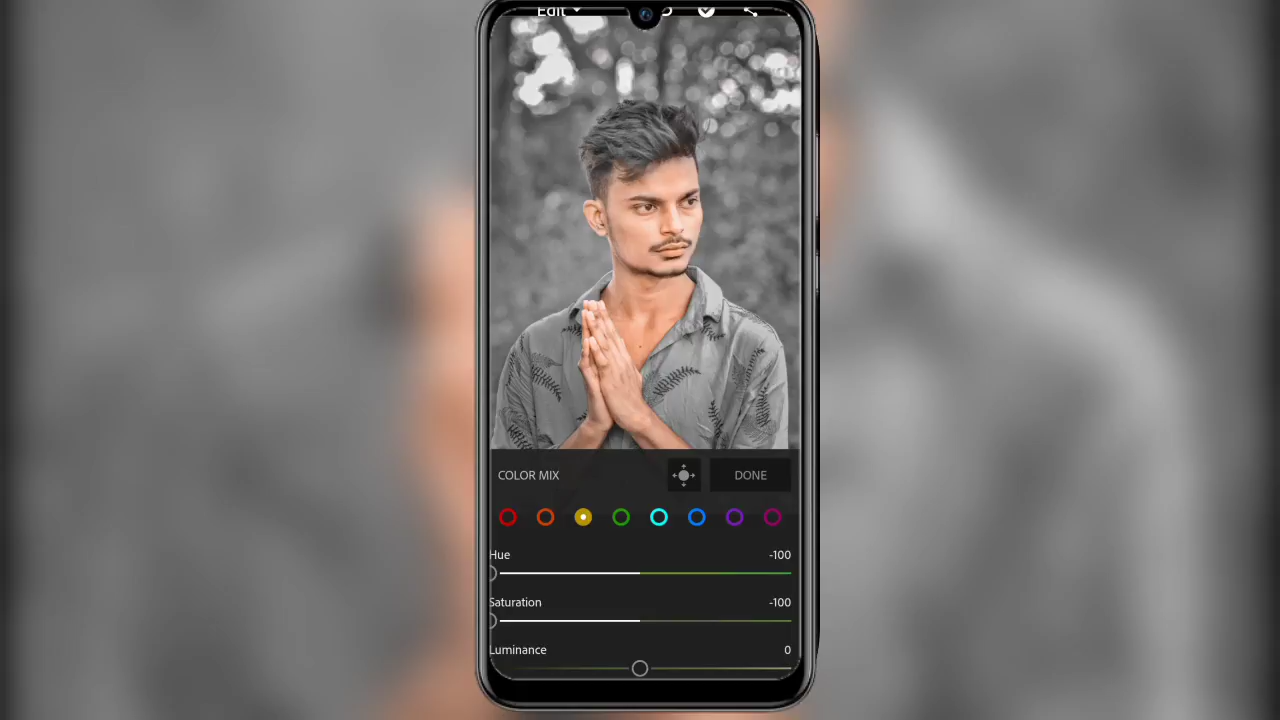 Edit
COLOR MIX
DONE
Hue -100
Saturation -100
Luminance 0